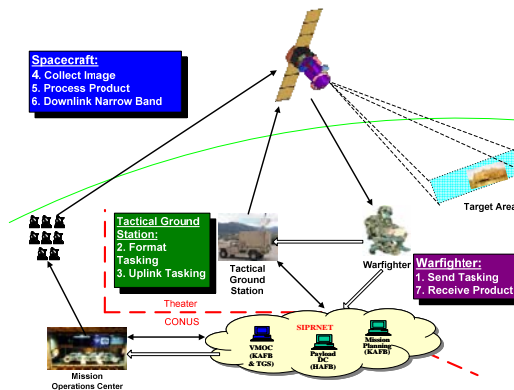 Spacecraft:
4. Collect Image
5. Process Product
6. Downlink Narrow Band
Target Area
Tactical Ground
Station:
2. Format
Tasking
3. Uplink Tasking
Tactical
Ground
Station
Warfighter
Warfighter:
1. Send Tasking
7. Receive Product
Theater
CONUS
SIPRNET
VMOC
(KAFB
& TGS)
Payload
DC
(HAFB)
Mission
Planning
(KAFB)
Mission
Operations Center